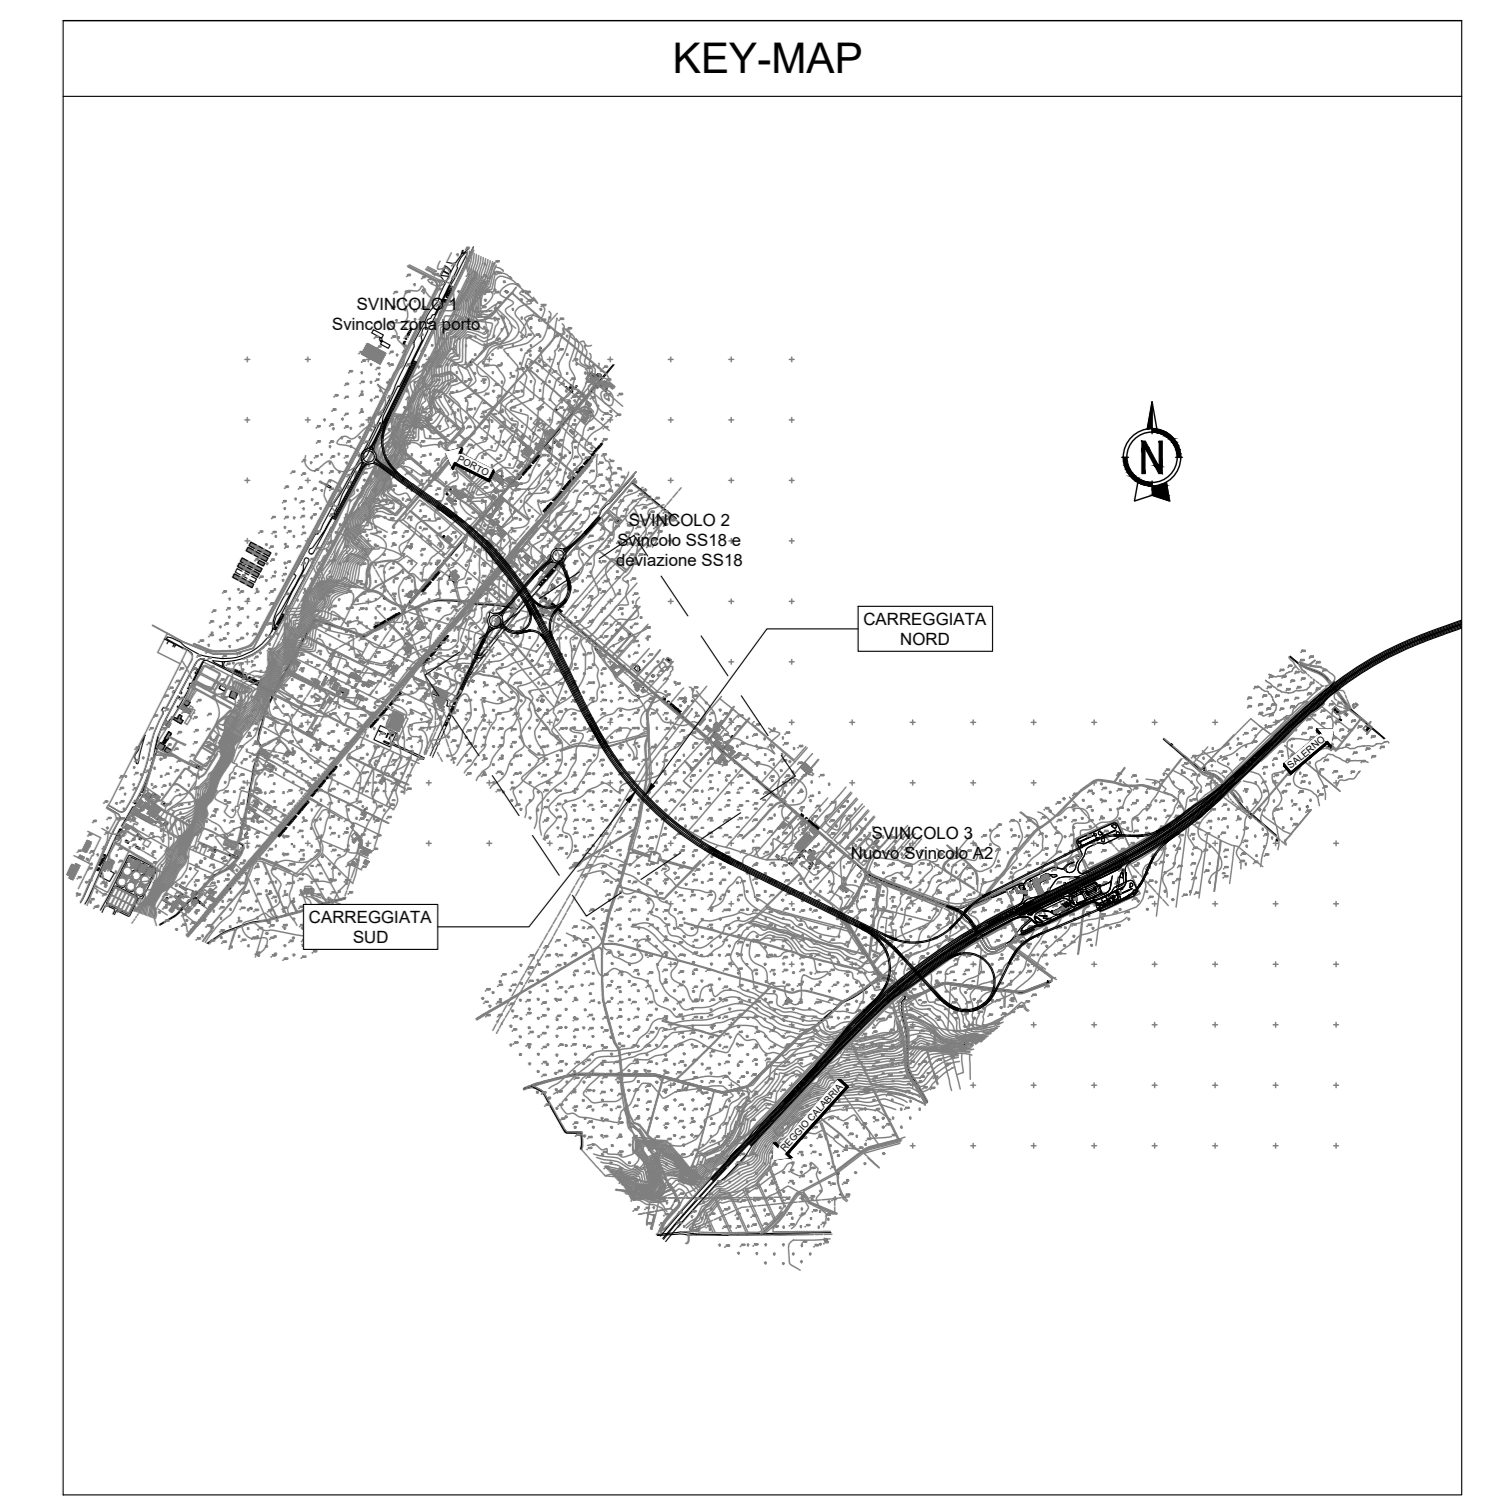 KEY-MAP
SVINCOLO 1
Svincolo zona porto
N
PORTO
SVINCOLO 2
Svincolo SS18 e
deviazione SS18
CARREGGIATA
NORD
SALERNO
SVINCOLO 3
Nuovo Svincolo A2
CARREGGIATA
SUD
REGGIO CALABRIA